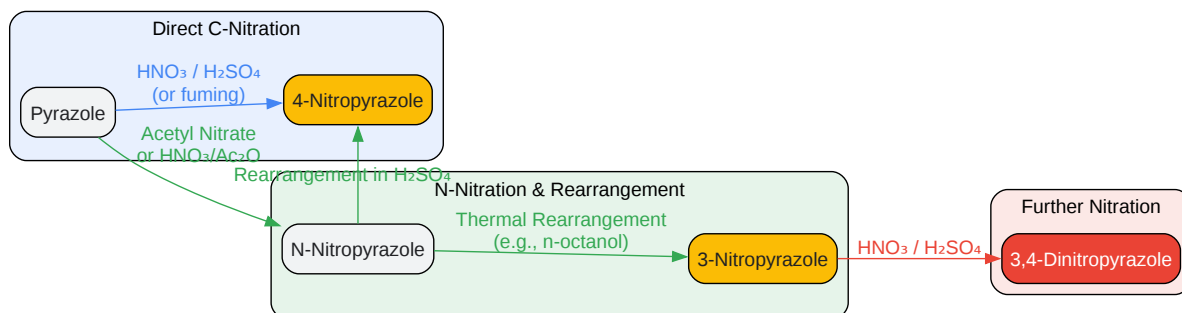 Direct C-Nitration
HNO₃ / H₂SO₄
(or fuming)
Pyrazole
4-Nitropyrazole
Acetyl Nitrate
or HNO₃/Ac₂O
Rearrangement in H₂SO₄
N-Nitration & Rearrangement
Thermal Rearrangement
(e.g., n-octanol)
N-Nitropyrazole
3-Nitropyrazole
HNO₃ / H₂SO₄
Further Nitration
3,4-Dinitropyrazole